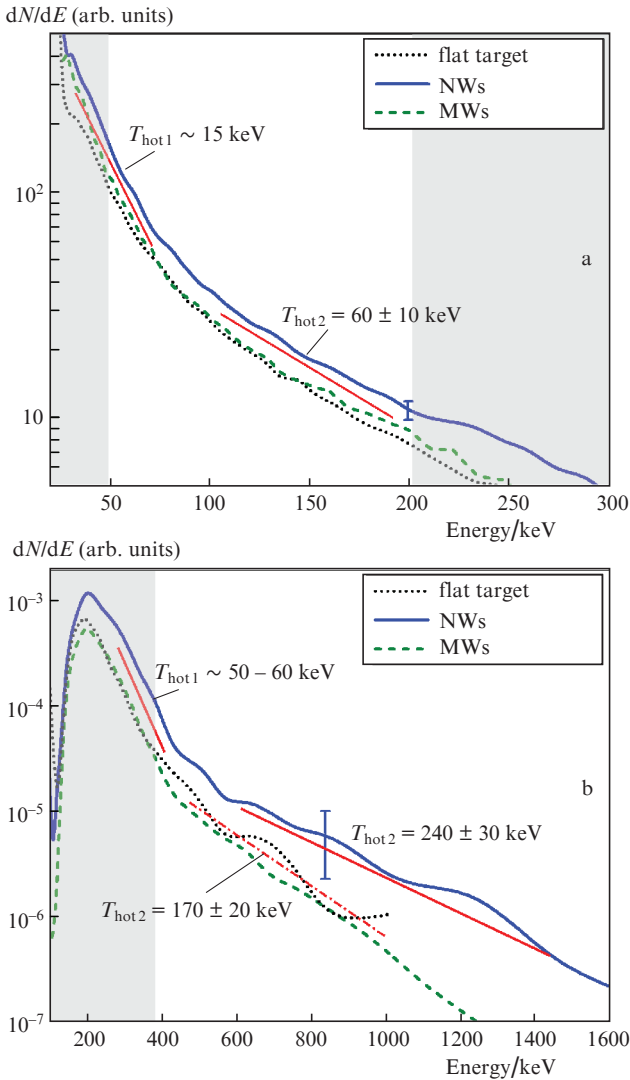 dN/dE (arb. units)
flat target
NWs
MWs
T_hot 1 ~ 15 keV
10²
a
T_hot 2 = 60 ± 10 keV
10
50 100 150 200 250 300
Energy/keV
dN/dE (arb. units)
10⁻³
flat target
NWs
MWs
T_hot 1 ~ 50 – 60 keV
10⁻⁴
b
10⁻⁵
T_hot 2 = 240 ± 30 keV
T_hot 2 = 170 ± 20 keV
10⁻⁶
10⁻⁷
200 400 600 800 1000 1200 1400 1600
Energy/keV